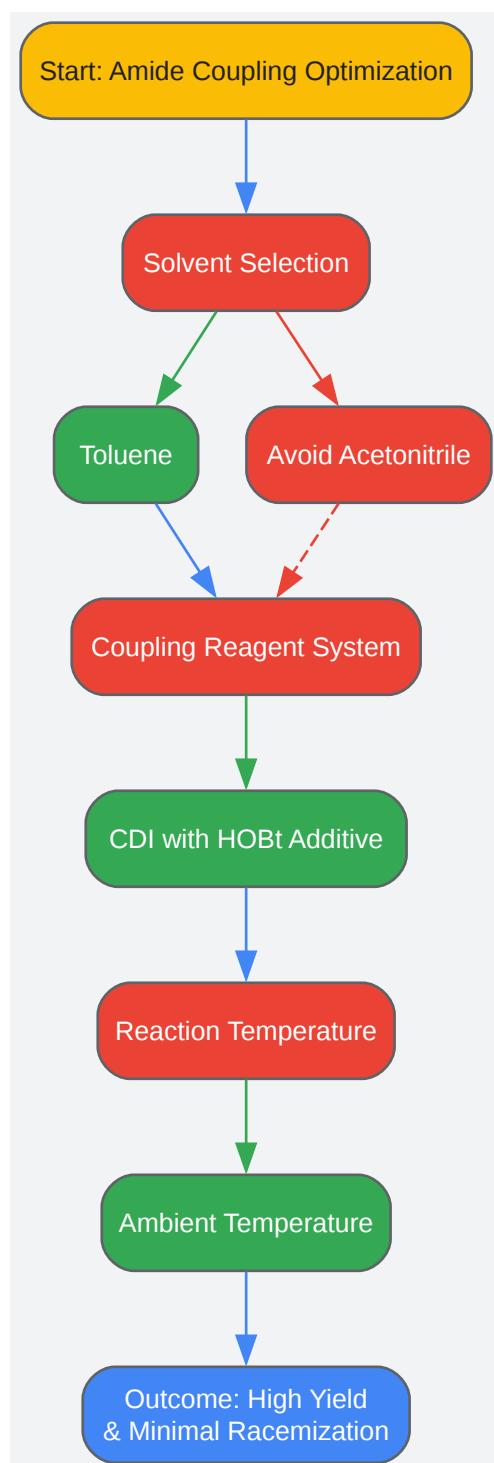 Start: Amide Coupling Optimization
Solvent Selection
Toluene
Avoid Acetonitrile
Coupling Reagent System
CDI with HOBt Additive
Reaction Temperature
Ambient Temperature
Outcome: High Yield
& Minimal Racemization